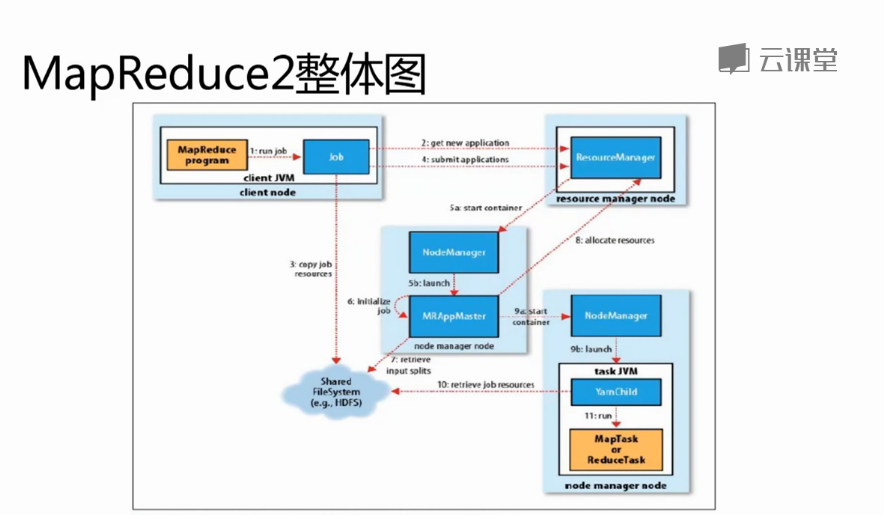 MapReduce2整体图
云课堂
MapReduce
program
1: run job
Job
client JVM
client node
2: get new application
4: submit applications
ResourceManager
resource manager node
5a: start container
8: allocate resources
3: copy job
resources
NodeManager
5b: launch
6: initialize
job
MRAppMaster
node manager node
9a: start
container
NodeManager
7: retrieve
input splits
9b: launch
Shared
FileSystem
(e.g., HDFS)
10: retrieve job resources
task JVM
YarnChild
11: run
MapTask
or
ReduceTask
node manager node